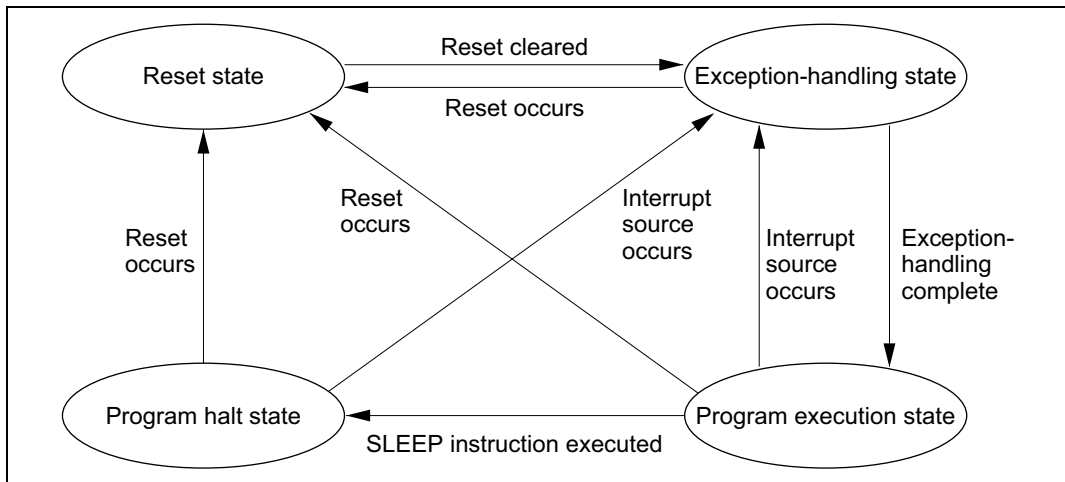 Reset cleared
Reset state
Exception-handling state
Reset occurs
Reset
occurs
Reset
occurs
Interrupt
source
occurs
Interrupt
source
occurs
Exception-
handling
complete
Program halt state
Program execution state
SLEEP instruction executed